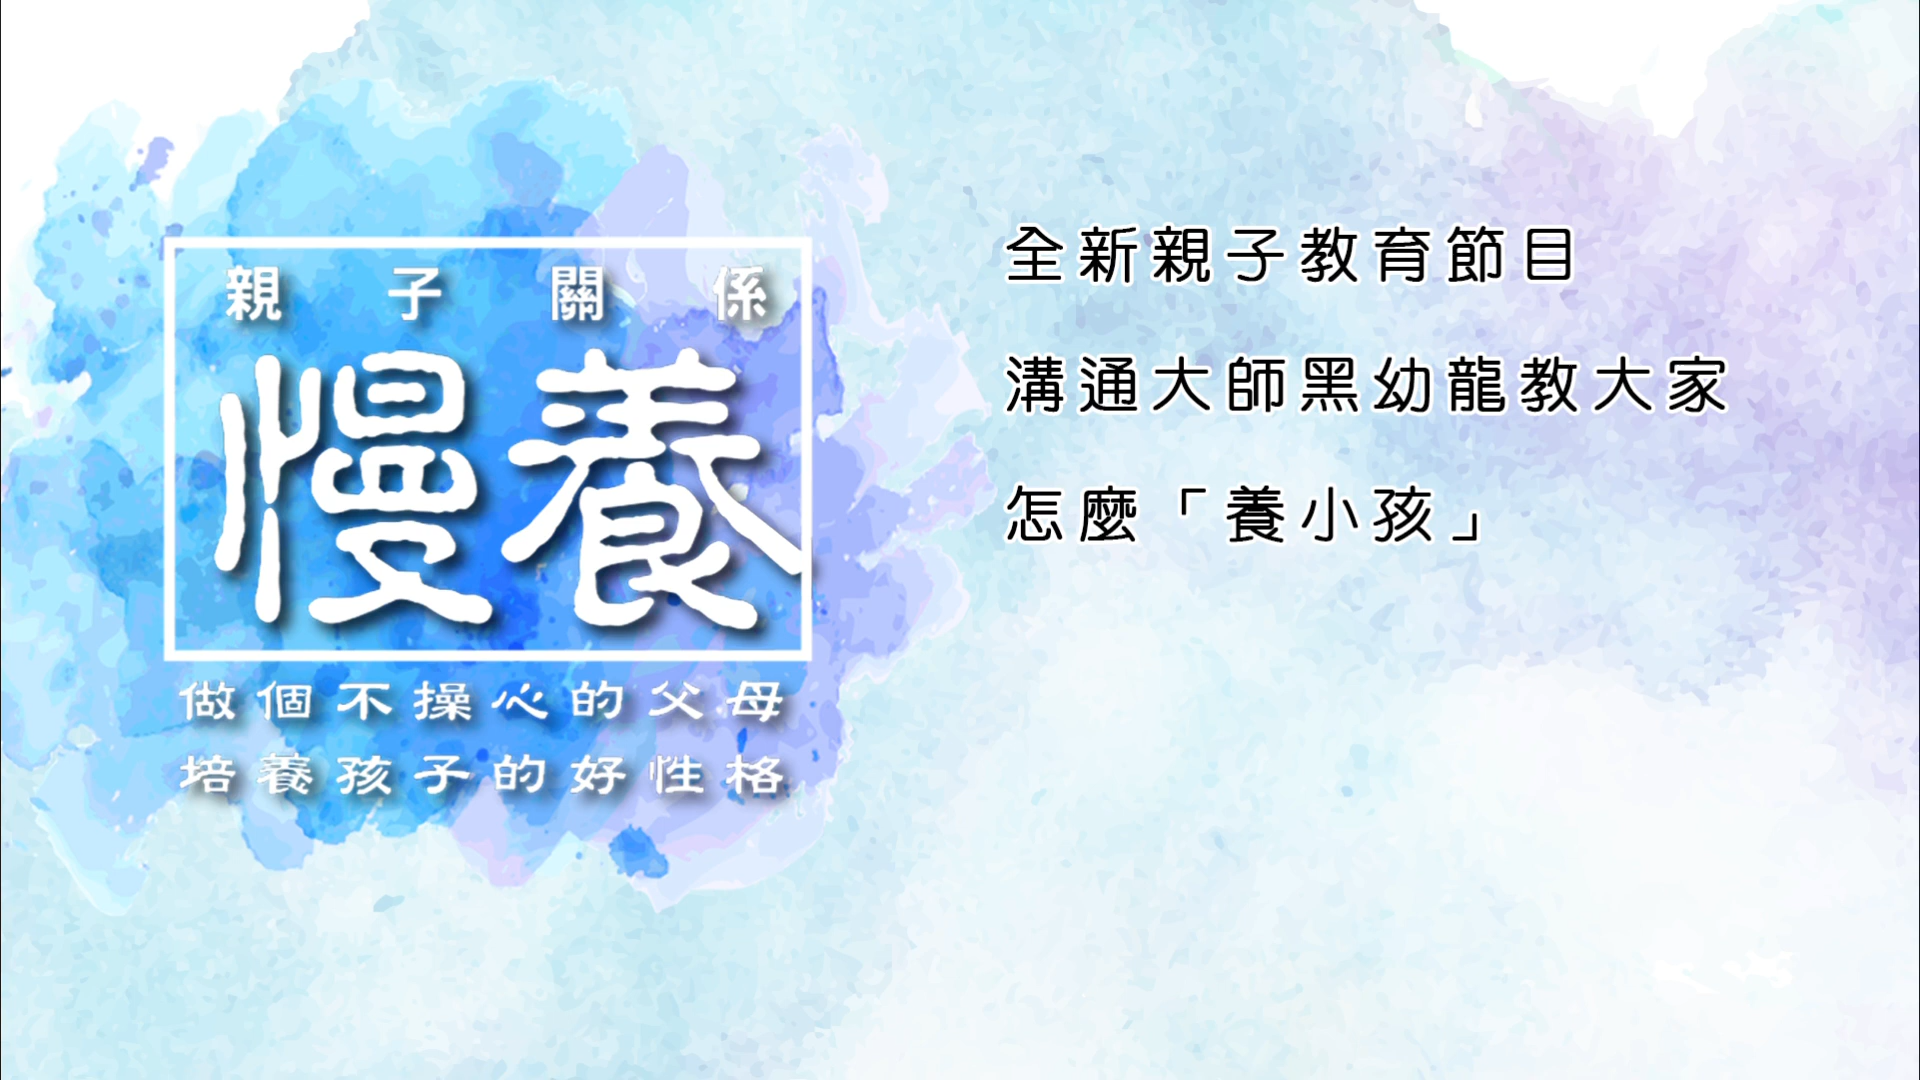 親子關係
慢養
做個不操心的父母
培養孩子的好性格
全新親子教育節目
溝通大師黑幼龍教大家
怎麼「養小孩」